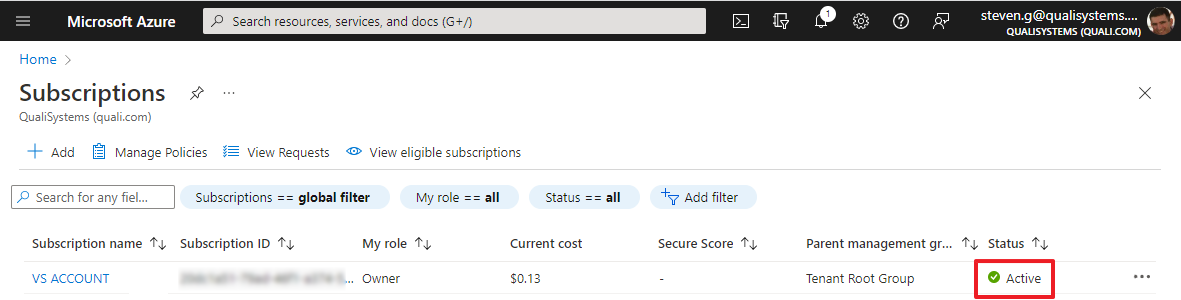 Microsoft Azure
Search resources, services, and docs (G+/)
1
steven.g@qualisystems....
QUALISYSTEMS (QUALI.COM)
Home
Subscriptions
...
QualiSystems (quali.com)
Add
Manage Policies
View Requests
View eligible subscriptions
Search for any fiel...
Subscriptions == global filter
My role == all
Status == all
Add filter
Subscription name
Subscription ID
My role
Current cost
Secure Score
Parent management gr...
Status
VS ACCOUNT
Owner
$0.13
-
Tenant Root Group
Active
...